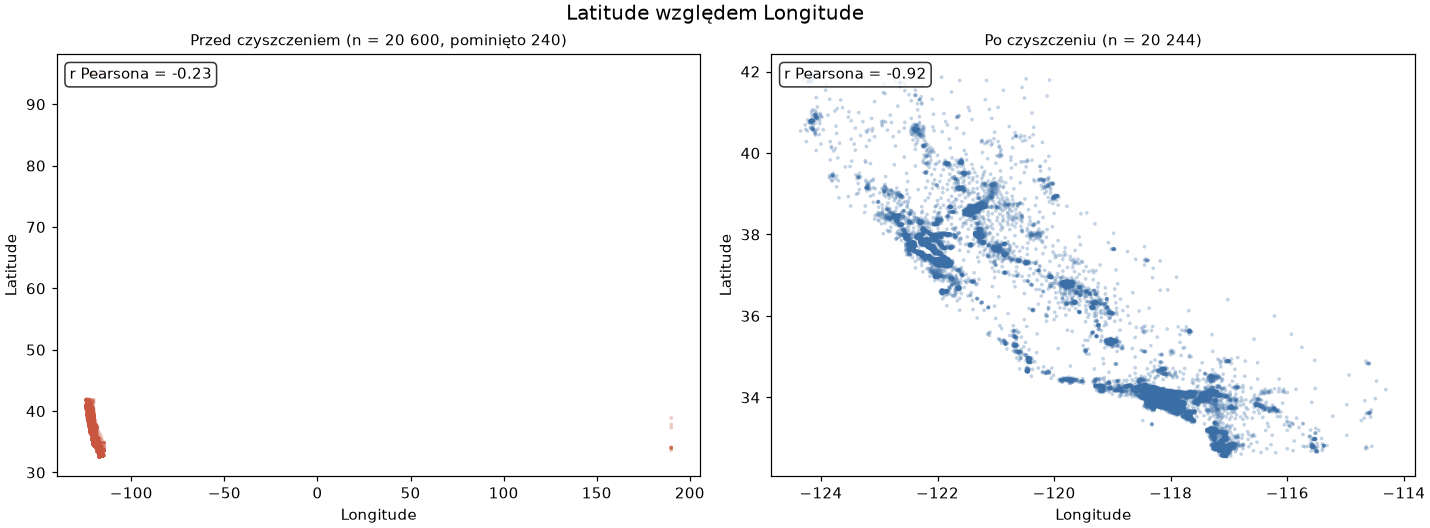 Latitude względem Longitude
Przed czyszczeniem (n = 20 600, pominięto 240)
r Pearsona = -0.23
90
80
70
60
50
40
30
Latitude
−100
−50
0
50
100
150
200
Longitude
Po czyszczeniu (n = 20 244)
r Pearsona = -0.92
42
40
38
36
34
Latitude
−124
−122
−120
−118
−116
−114
Longitude